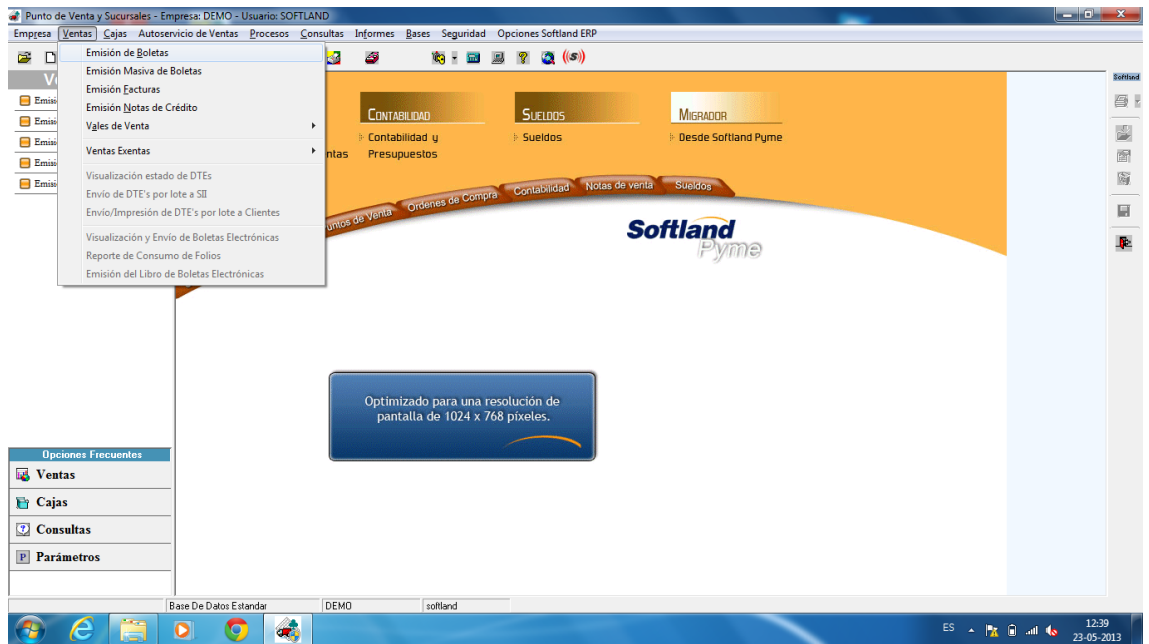 Punto de Venta y Sucursales - Empresa: DEMO - Usuario: SOFTLAND
Empresa Ventas Cajas Autoservicio de Ventas Procesos Consultas Informes Bases Seguridad Opciones Softland ERP
Emisión de Boletas
Emisión Masiva de Boletas
Emisión Facturas
Emisión Notas de Crédito
Vales de Venta
Ventas Exentas
Visualización estado de DTEs
Envío de DTE's por lote a SII
Envío/Impresión de DTE's por lote a Clientes
Visualización y Envío de Boletas Electrónicas
Reporte de Consumo de Folios
Emisión del Libro de Boletas Electrónicas
Softland
CONTABILIDAD
Contabilidad y
Presupuestos
SUELDOS
Sueldos
MIGRADOR
Desde Softland Pyme
Ordenes de Compra
Contabilidad
Notas de venta
Sueldos
Softland
Pyme
Optimizado para una resolución de
pantalla de 1024 x 768 píxeles.
Opciones Frecuentes
Ventas
Cajas
Consultas
P Parámetros
Base De Datos Estandar DEMO softland
ES
12:39
23-05-2013